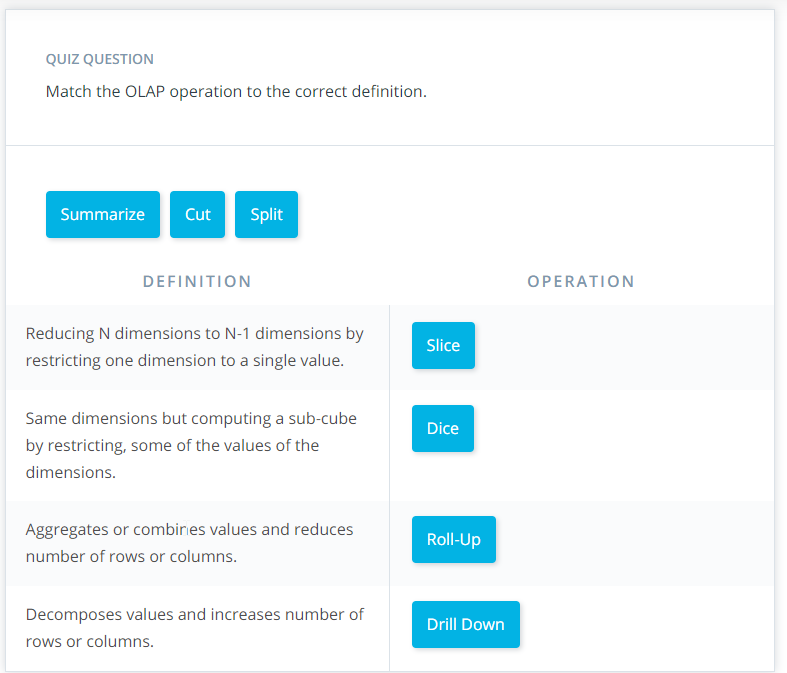 QUIZ QUESTION
Match the OLAP operation to the correct definition.
Summarize Cut Split
DEFINITION OPERATION
Reducing N dimensions to N-1 dimensions by
restricting one dimension to a single value.
Slice
Same dimensions but computing a sub-cube
by restricting, some of the values of the
dimensions.
Dice
Aggregates or combines values and reduces
number of rows or columns.
Roll-Up
Decomposes values and increases number of
rows or columns.
Drill Down